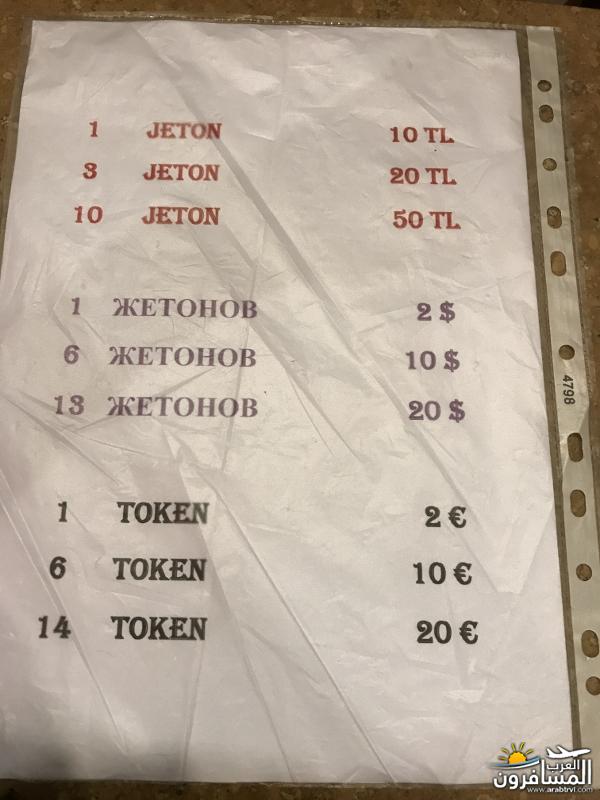 1 JETON 10 TL
3 JETON 20 TL
10 JETON 50 TL
1 ЖЕТОНОВ 2 $
6 ЖЕТОНОВ 10 $
13 ЖЕТОНОВ 20 $
4798
1 TOKEN 2 €
6 TOKEN 10 €
14 TOKEN 20 €
العرب
المسافرون
www.arabtrvl.com